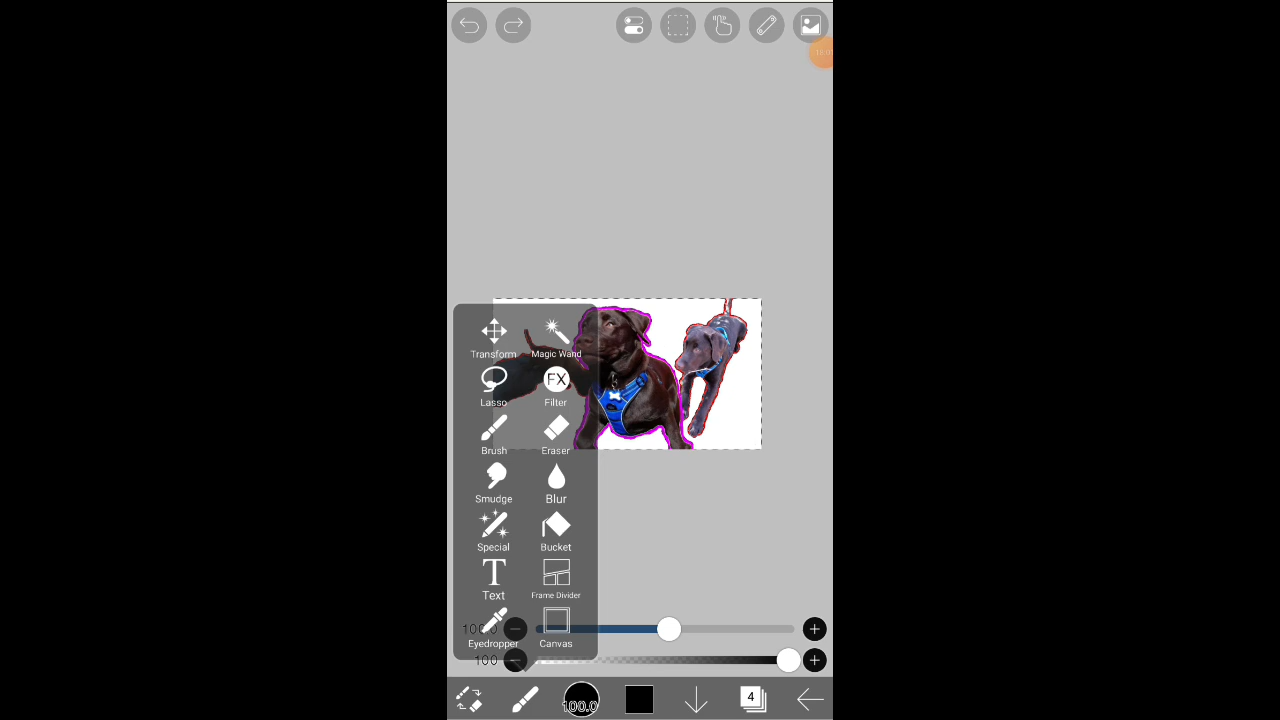 Transform Magic Wand
Lasso Filter
FX
Brush Eraser
Smudge Blur
Special Bucket
T
Text Frame Divider
Eyedropper Canvas
100
100.0
4